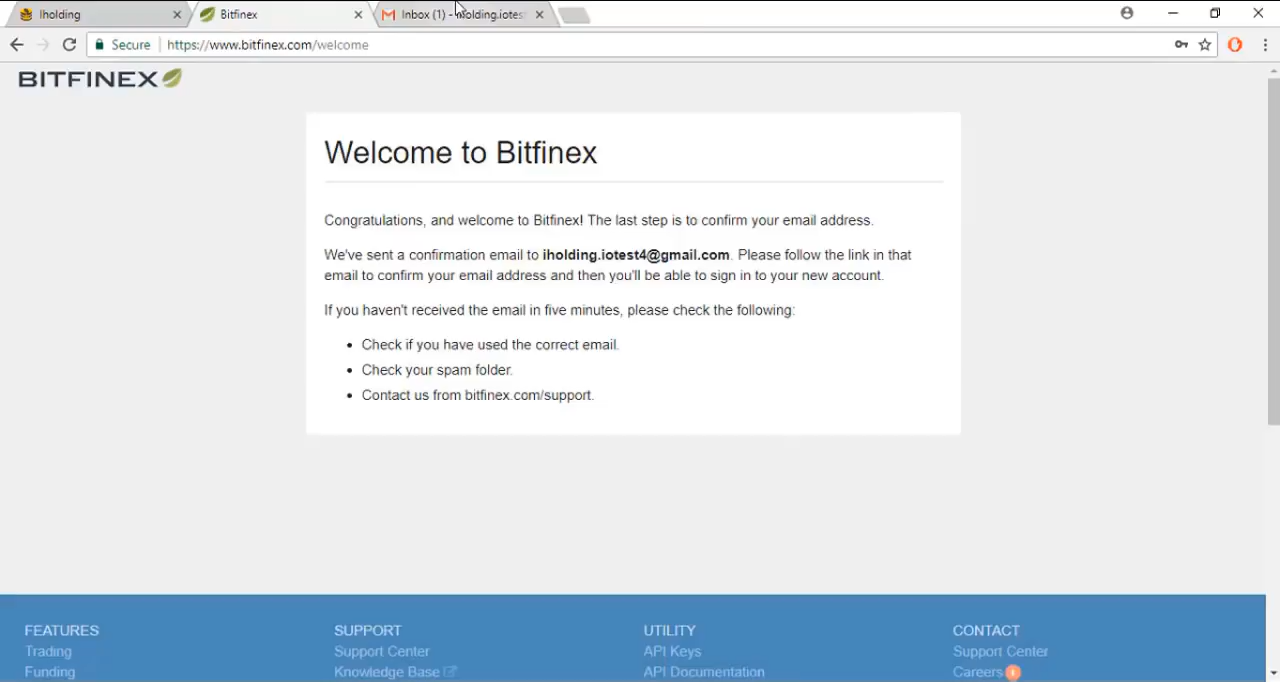 Iholding
Bitfinex
Inbox (1) - iholding.iotest
Secure
https://www.bitfinex.com/welcome
BITFINEX
Welcome to Bitfinex
Congratulations, and welcome to Bitfinex! The last step is to confirm your email address.
We've sent a confirmation email to iholding.iotest4@gmail.com. Please follow the link in that
email to confirm your email address and then you'll be able to sign in to your new account.
If you haven't received the email in five minutes, please check the following:
• Check if you have used the correct email.
• Check your spam folder.
• Contact us from bitfinex.com/support.
FEATURES
Trading
Funding
SUPPORT
Support Center
Knowledge Base
UTILITY
API Keys
API Documentation
CONTACT
Support Center
Careers